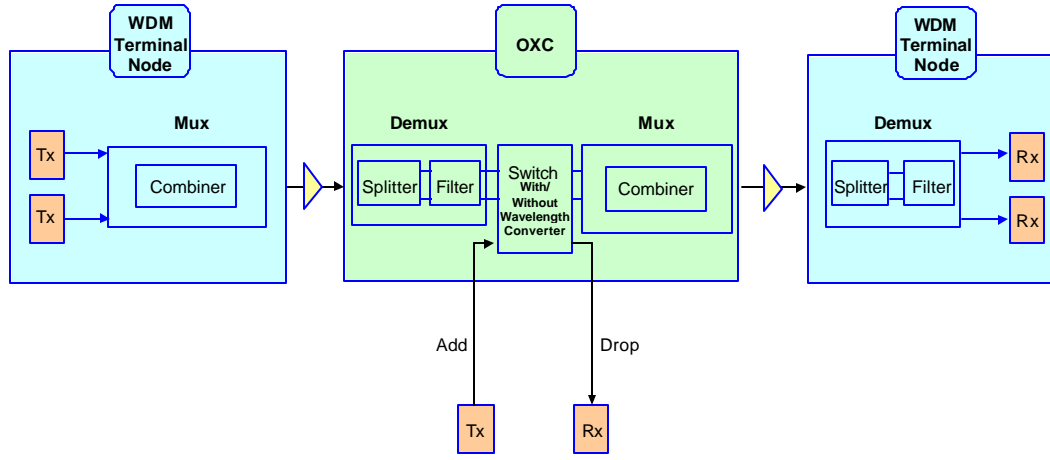 WDM
Terminal
Node
OXC
WDM
Terminal
Node
Mux
Demux
Mux
Demux
Tx
Tx
Combiner
Splitter
Filter
Switch
With/
Without
Wavelength
Converter
Combiner
Splitter
Filter
Rx
Rx
Add
Drop
Tx
Rx